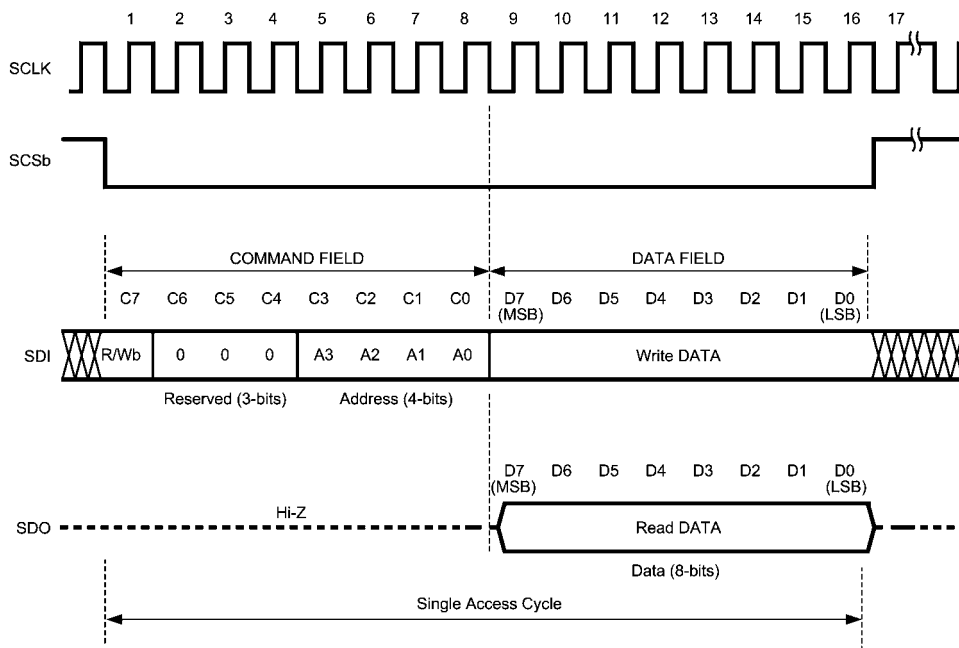 1 2 3 4 5 6 7 8 9 10 11 12 13 14 15 16 17
SCLK
SCSb
COMMAND FIELD DATA FIELD
C7 C6 C5 C4 C3 C2 C1 C0 D7 D6 D5 D4 D3 D2 D1 D0
(MSB) (LSB)
SDI R/Wb 0 0 0 A3 A2 A1 A0 Write DATA
Reserved (3-bits) Address (4-bits)
D7 D6 D5 D4 D3 D2 D1 D0
(MSB) (LSB)
Hi-Z
SDO Read DATA
Data (8-bits)
Single Access Cycle